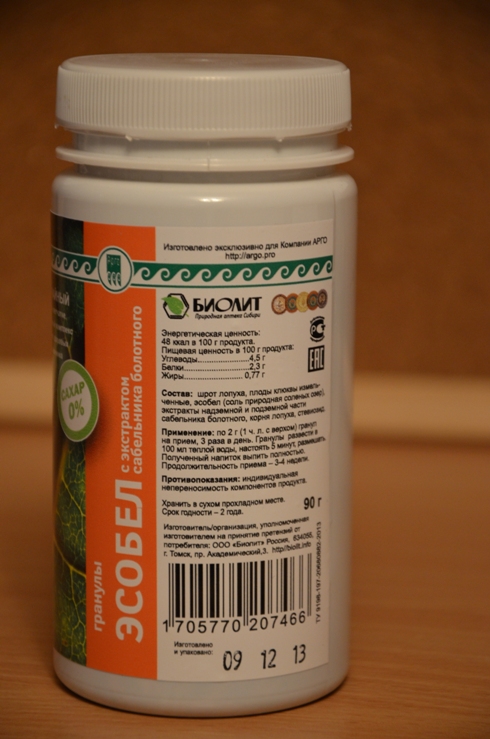 Изготовлено эксклюзивно для Компании АРГО
http://argo.pro
БИОЛИТ
Природная аптека Сибири
Энергетическая ценность:
48 ккал в 100 г продукта.
Пищевая ценность в 100 г продукта:
Углеводы 4,5 г
Белки 2,3 г
Жиры 0,77 г
САХАР
0%
Состав: шрот лопуха, плоды клюквы измель-
ченные, эсобел (соль природная соленых озер),
экстракты надземной и подземной части
сабельника болотного, корня лопуха, стевиозид.
Применение: по 2 г (1 ч. л. с верхом) гранул
на прием, 3 раза в день. Гранулы развести в
100 мл теплой воды, настоять 5 минут, размешать.
Полученный напиток выпить полностью.
Продолжительность приема – 3-4 недели.
Противопоказания: индивидуальная
непереносимость компонентов продукта.
Хранить в сухом прохладном месте.
Срок годности – 2 года.
90 г
Изготовитель/организация, уполномоченная
изготовителем на принятие претензий от
потребителя: ООО «Биолит» Россия, 634055,
г. Томск, пр. Академический,3, http://biolit.info
1 705770 207466
Изготовлено
и упаковано:
09 12 13
гранулы
ЭСОБЕЛ
с экстрактом
сабельника болотного